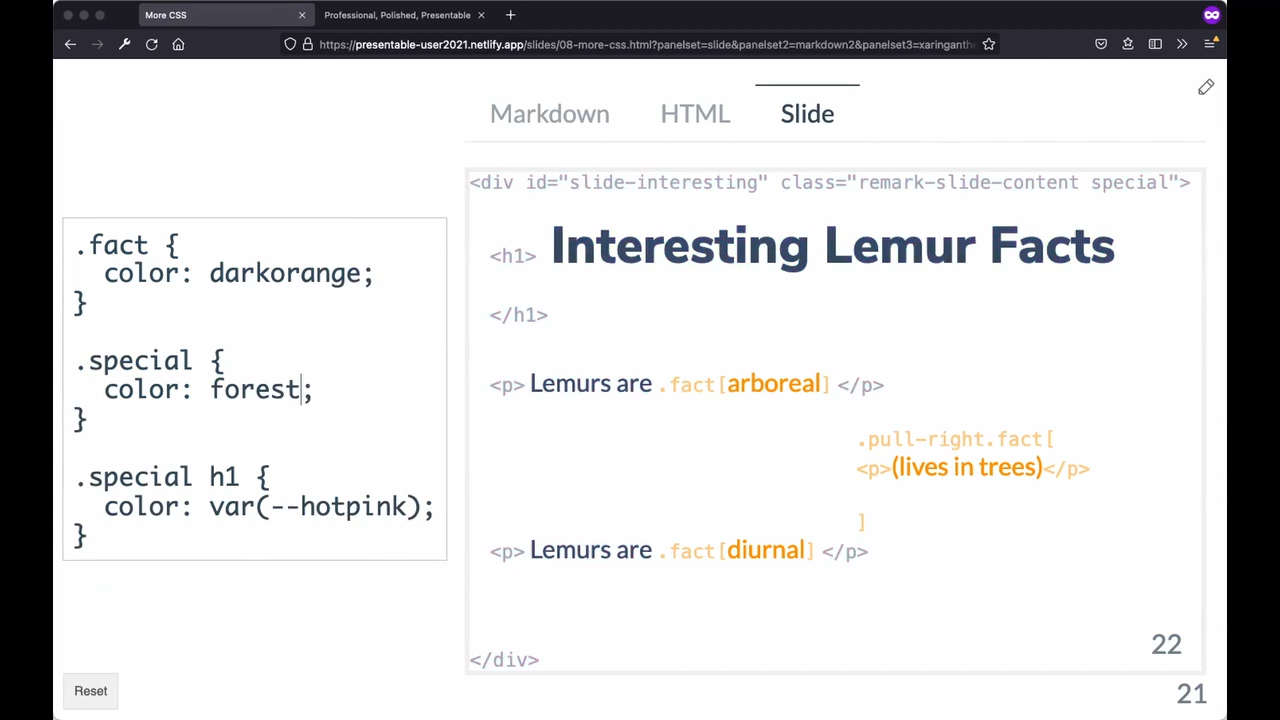 More CSS
Professional, Polished, Presentable
https://presentable-user2021.netlify.app/slides/08-more-css.html?panelset=slide&panelset2=markdown2&panelset3=xaringanthe
Markdown HTML Slide
.fact {
color: darkorange;
}
.special {
color: forest;
}
.special h1 {
color: var(--hotpink);
}
Reset
<div id="slide-interesting" class="remark-slide-content special">
<h1> Interesting Lemur Facts
</h1>
<p> Lemurs are .fact[arboreal] </p>
.pull-right.fact[
<p>(lives in trees)</p>
]
<p> Lemurs are .fact[diurnal] </p>
22
</div>
21